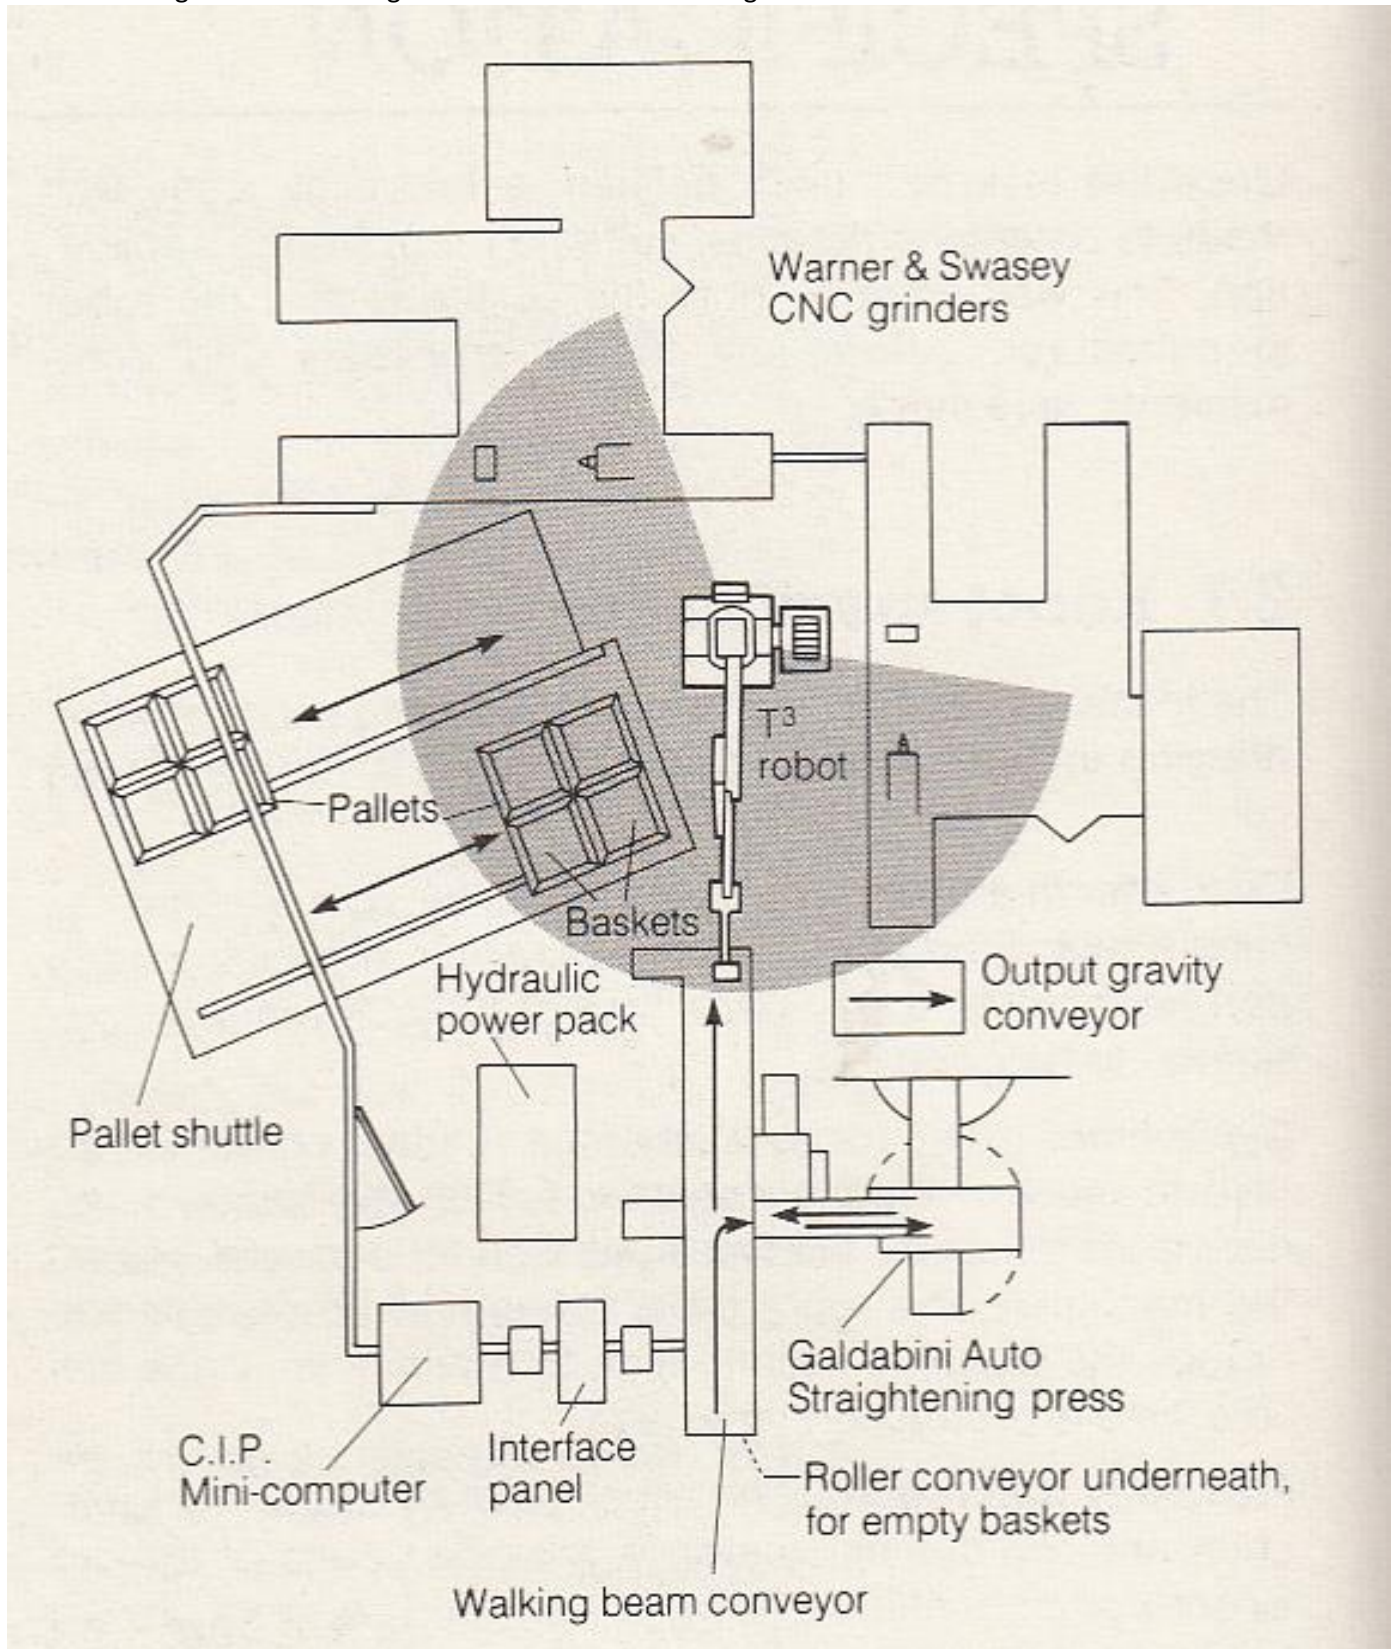 Warner & Swasey
CNC grinders
T³
robot
Pallets
Baskets
Hydraulic
power pack
Output gravity
conveyor
Pallet shuttle
Galdabini Auto
Straightening press
C.I.P.
Mini-computer
Interface
panel
Roller conveyor underneath,
for empty baskets
Walking beam conveyor